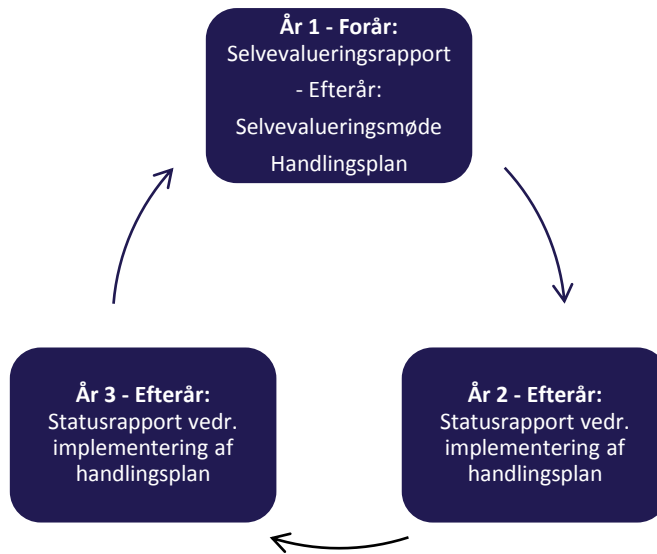 År 1 - Forår:
Selvevalueringsrapport
- Efterår:
Selvevalueringsmøde
Handlingsplan
År 3 - Efterår:
Statusrapport vedr.
implementering af
handlingsplan
År 2 - Efterår:
Statusrapport vedr.
implementering af
handlingsplan